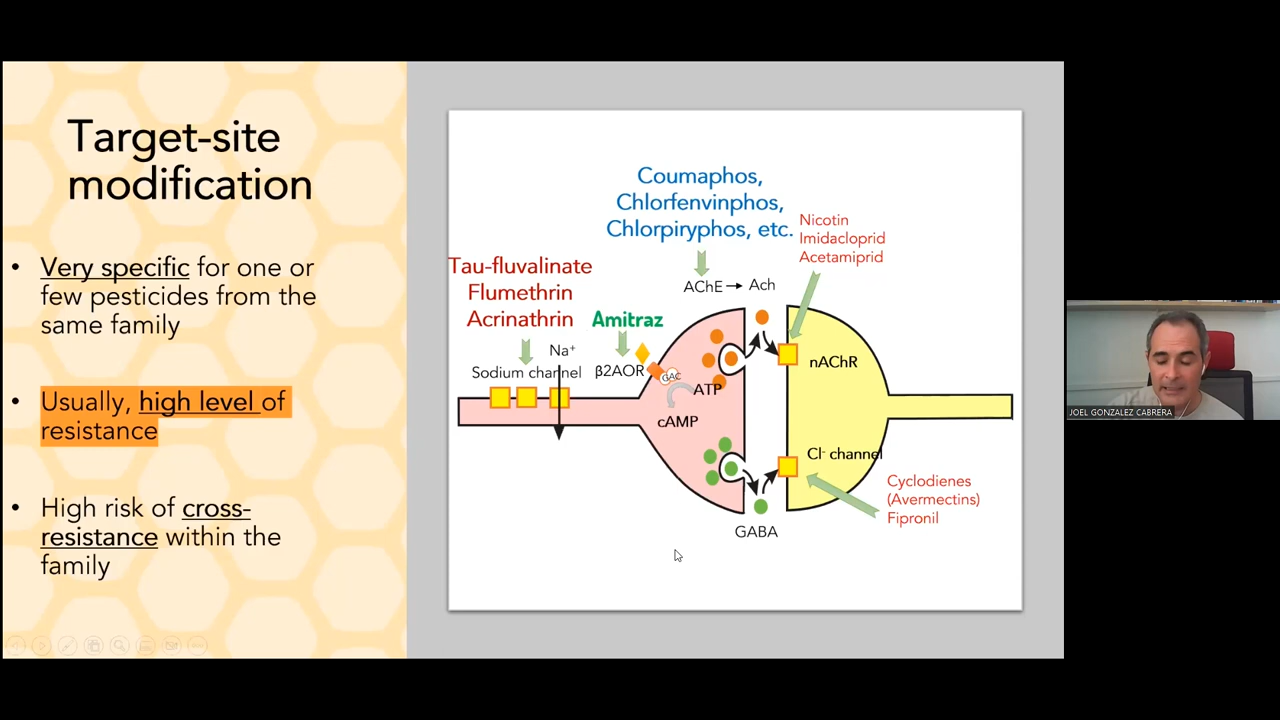 Target-site
modification
• Very specific for one or
few pesticides from the
same family
• Usually, high level of
resistance
• High risk of cross-
resistance within the
family
Coumaphos,
Chlorfenvinphos,
Chlorpiryphos, etc.
Nicotin
Imidacloprid
Acetamiprid
Tau-fluvalinate
Flumethrin
Acrinathrin
Amitraz
AChE → Ach
Na⁺
Sodium channel
β2AOR
GAC
ATP
cAMP
nAChR
Cl⁻ channel
Cyclodienes
(Avermectins)
Fipronil
GABA
JOEL GONZALEZ CABRERA